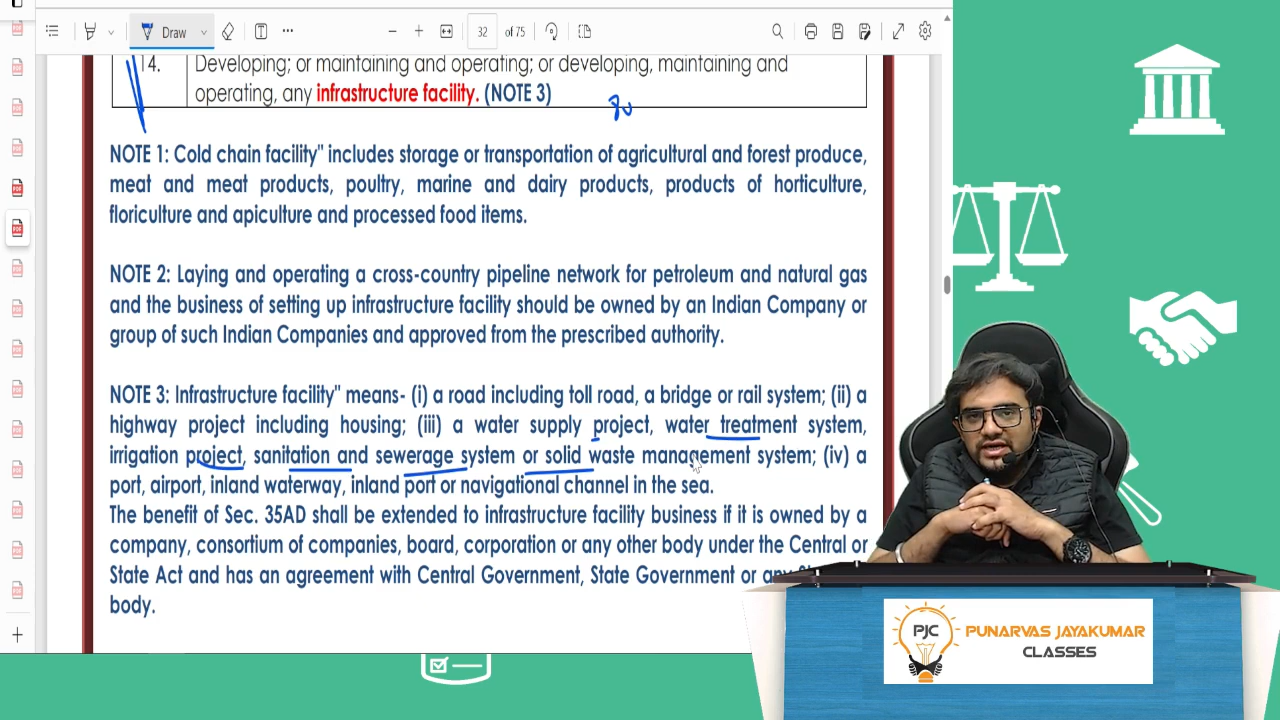 Draw
32 of 75
14. Developing; or maintaining and operating; or developing, maintaining and
operating, any infrastructure facility. (NOTE 3)
80
NOTE 1: Cold chain facility" includes storage or transportation of agricultural and forest produce,
meat and meat products, poultry, marine and dairy products, products of horticulture,
floriculture and apiculture and processed food items.
NOTE 2: Laying and operating a cross-country pipeline network for petroleum and natural gas
and the business of setting up infrastructure facility should be owned by an Indian Company or
group of such Indian Companies and approved from the prescribed authority.
NOTE 3: Infrastructure facility" means- (i) a road including toll road, a bridge or rail system; (ii) a
highway project including housing; (iii) a water supply project, water treatment system,
irrigation project, sanitation and sewerage system or solid waste management system; (iv) a
port, airport, inland waterway, inland port or navigational channel in the sea.
The benefit of Sec. 35AD shall be extended to infrastructure facility business if it is owned by a
company, consortium of companies, board, corporation or any other body under the Central or
State Act and has an agreement with Central Government, State Government or any
body.
PJC
PUNARVAS JAYAKUMAR
CLASSES